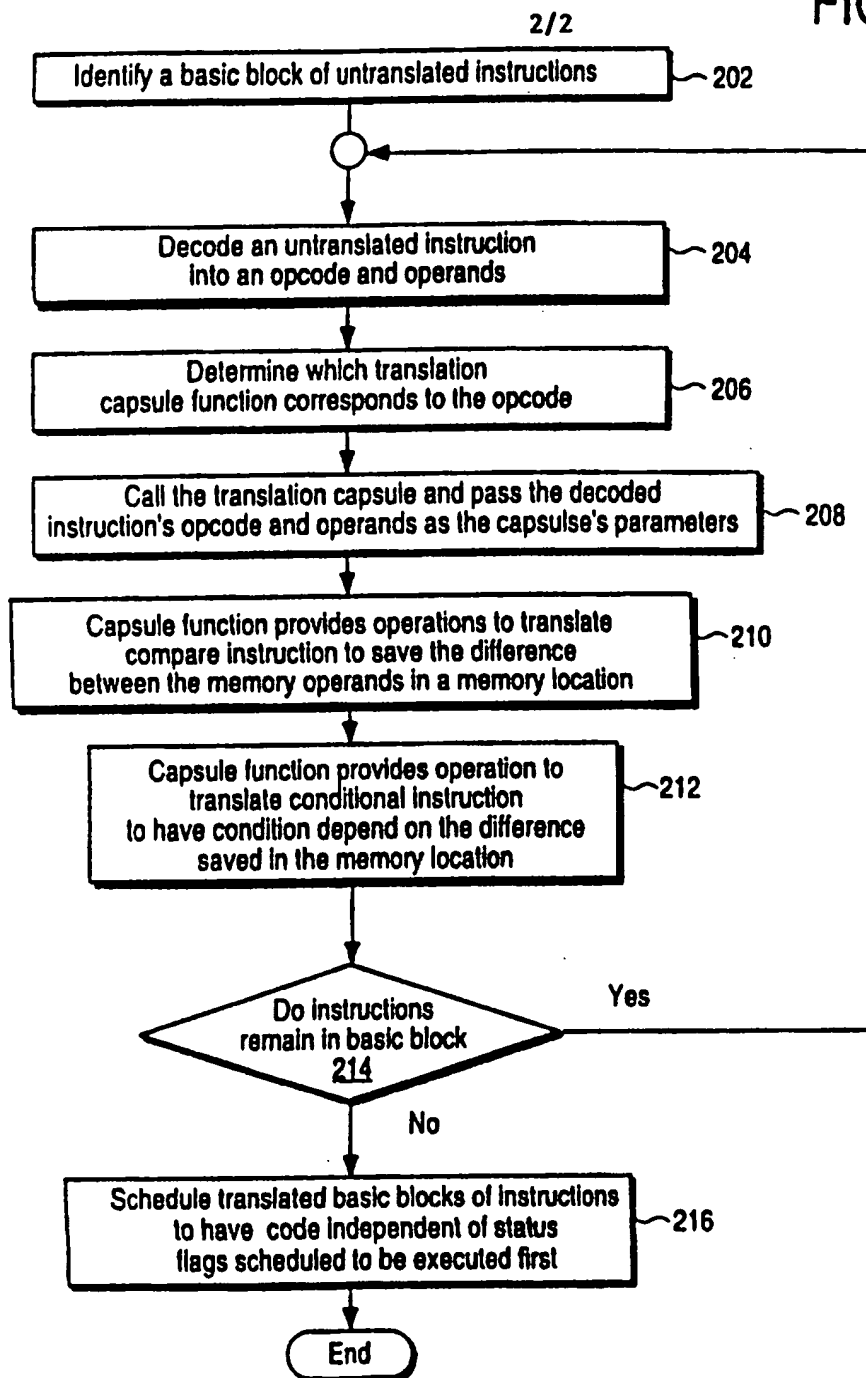 2/2
Identify a basic block of untranslated instructions
202
Decode an untranslated instruction
into an opcode and operands
204
Determine which translation
capsule function corresponds to the opcode
206
Call the translation capsule and pass the decoded
instruction's opcode and operands as the capsulse's parameters
208
Capsule function provides operations to translate
compare instruction to save the difference
between the memory operands in a memory location
210
Capsule function provides operation to
translate conditional instruction
to have condition depend on the difference
saved in the memory location
212
Do instructions
remain in basic block
214
Yes
No
Schedule translated basic blocks of instructions
to have code independent of status
flags scheduled to be executed first
216
End